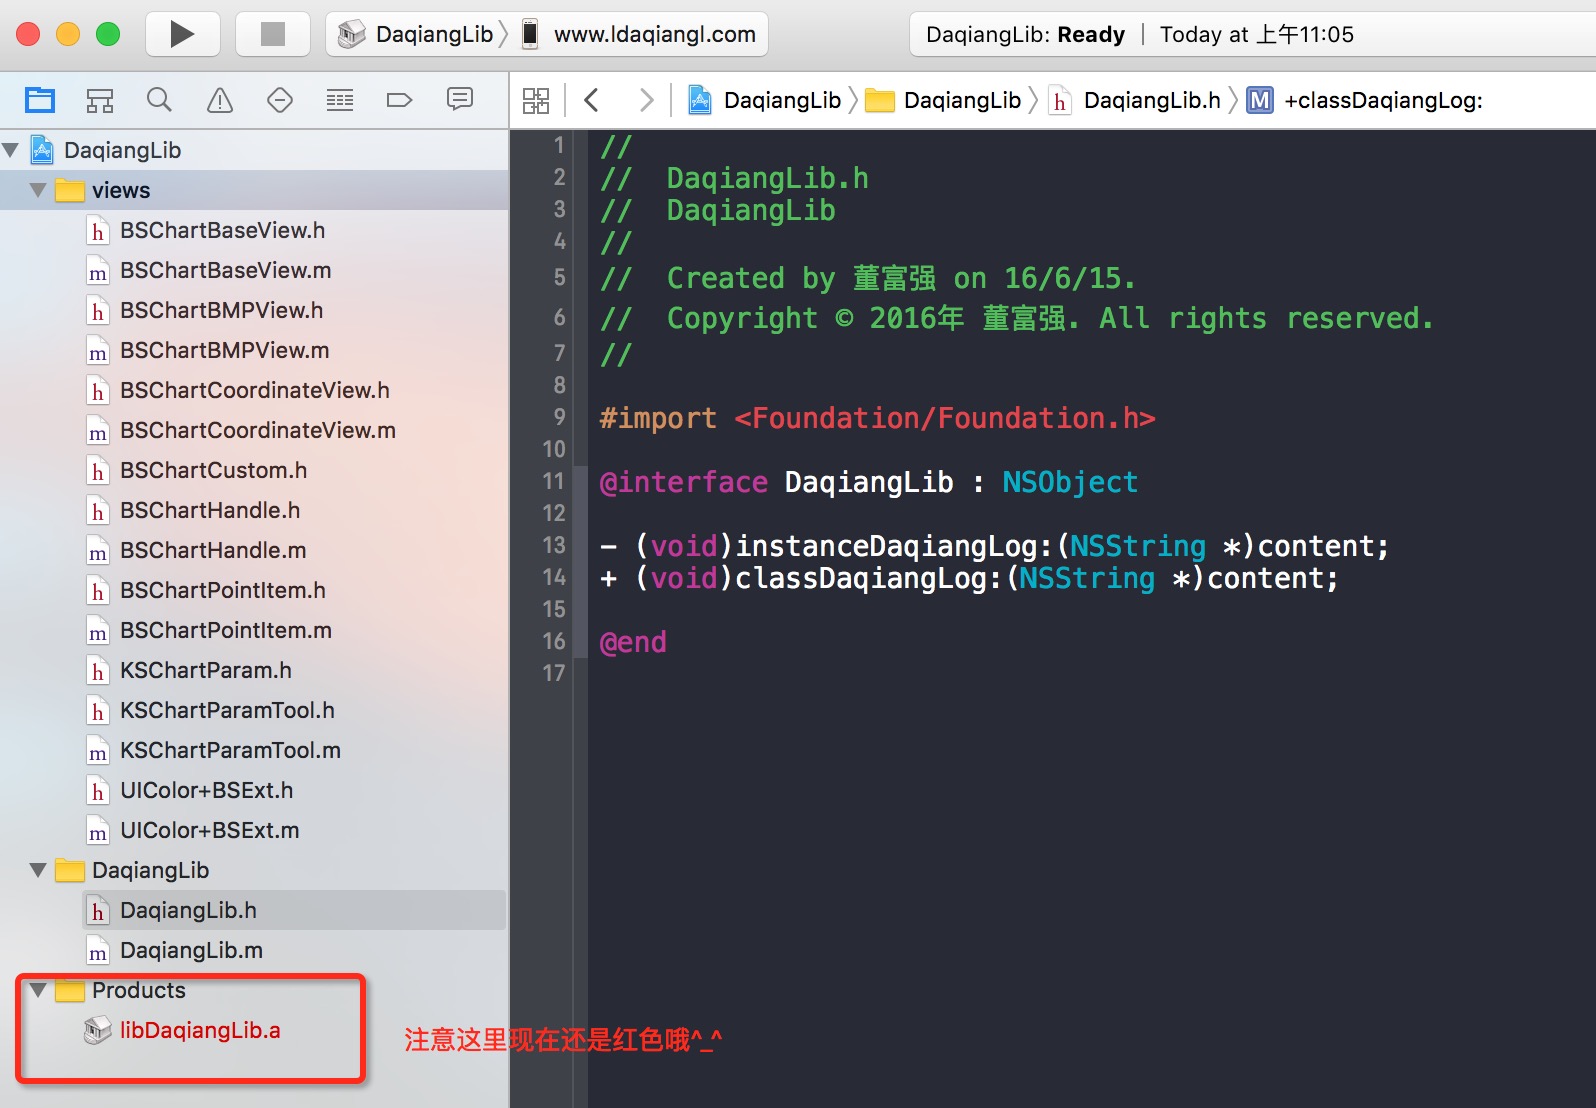 DaqiangLib
www.ldaqiangl.com
DaqiangLib: Ready
Today at 上午11:05
DaqiangLib
DaqiangLib
DaqiangLib.h
M
+classDaqiangLog:
DaqiangLib
views
h BSChartBaseView.h
m BSChartBaseView.m
h BSChartBMPView.h
m BSChartBMPView.m
h BSChartCoordinateView.h
m BSChartCoordinateView.m
h BSChartCustom.h
h BSChartHandle.h
m BSChartHandle.m
h BSChartPointItem.h
m BSChartPointItem.m
h KSChartParam.h
h KSChartParamTool.h
m KSChartParamTool.m
h UIColor+BSExt.h
m UIColor+BSExt.m
DaqiangLib
h DaqiangLib.h
m DaqiangLib.m
Products
libDaqiangLib.a
注意这里现在还是红色哦^_^
1 //
2 //  DaqiangLib.h
3 //  DaqiangLib
4 //
5 //  Created by 董富强 on 16/6/15.
6 //  Copyright © 2016年 董富强. All rights reserved.
7 //
8
9 #import <Foundation/Foundation.h>
10
11 @interface DaqiangLib : NSObject
12
13 - (void)instanceDaqiangLog:(NSString *)content;
14 + (void)classDaqiangLog:(NSString *)content;
15
16 @end
17